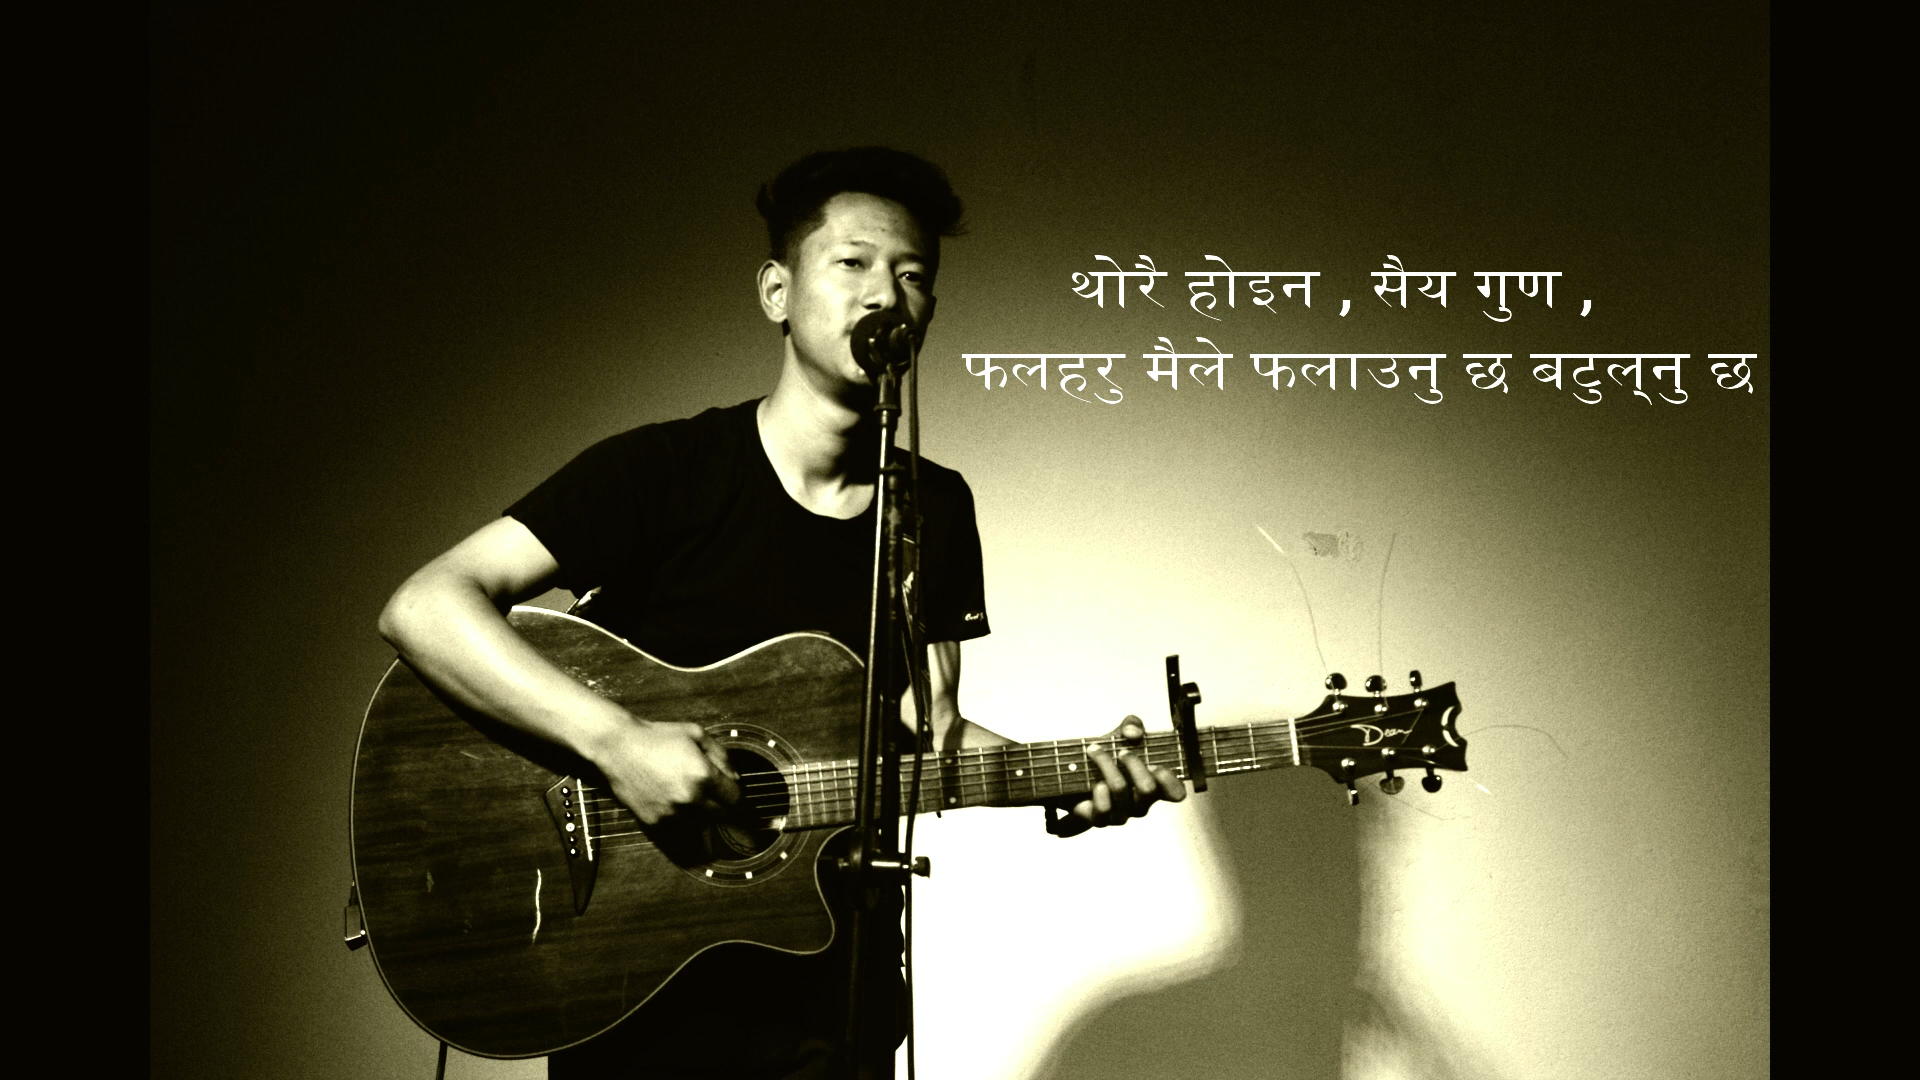 थोरै होइन , सैय गुण ,
फलहरु मैले फलाउनु छ बटुल्नु छ
Dean